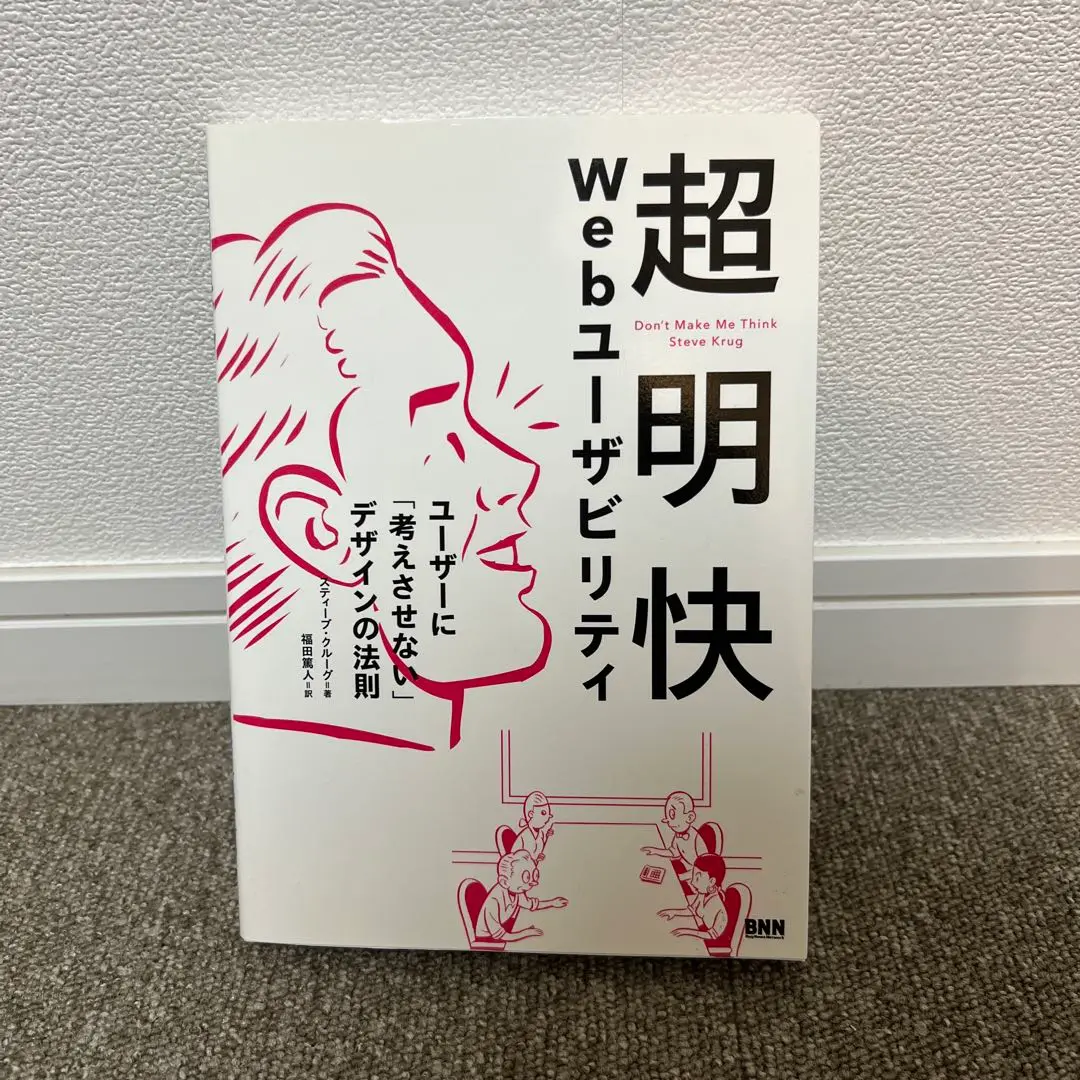 超明快
Webユーザビリティ
Don't Make Me Think
Steve Krug
ユーザーに
「考えさせない」
デザインの法則
スティーブ・クルーグ=著
福田篤人=訳
BNN